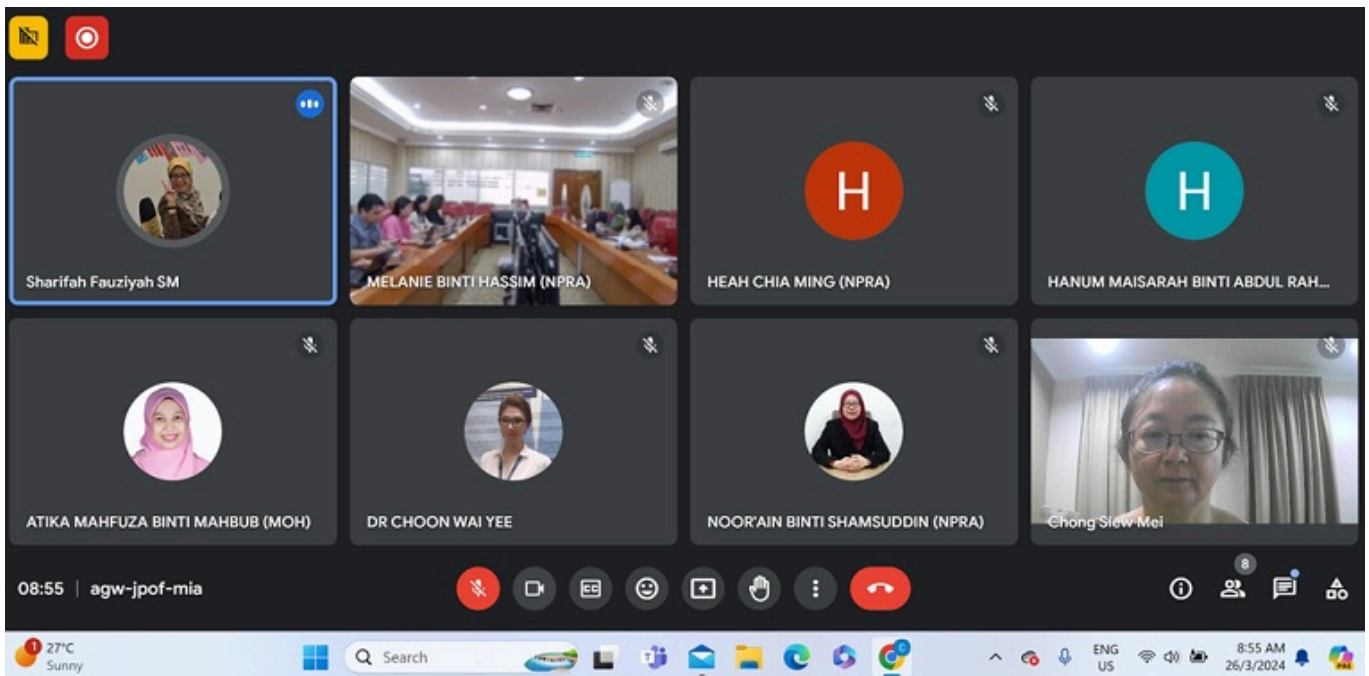 Sharifah Fauziyah SM
MELANIE BINTI HASSIM (NPRA)
H
HEAH CHIA MING (NPRA)
H
HANUM MAISARAH BINTI ABDUL RAH...
ATIKA MAHFUZA BINTI MAHBUB (MOH)
DR CHOON WAI YEE
NOOR'AIN BINTI SHAMSUDDIN (NPRA)
Chong Siew Mei
08:55 | agw-jpof-mia
CC
8
1
27°C
Sunny
Search
ENG
US
8:55 AM
26/3/2024